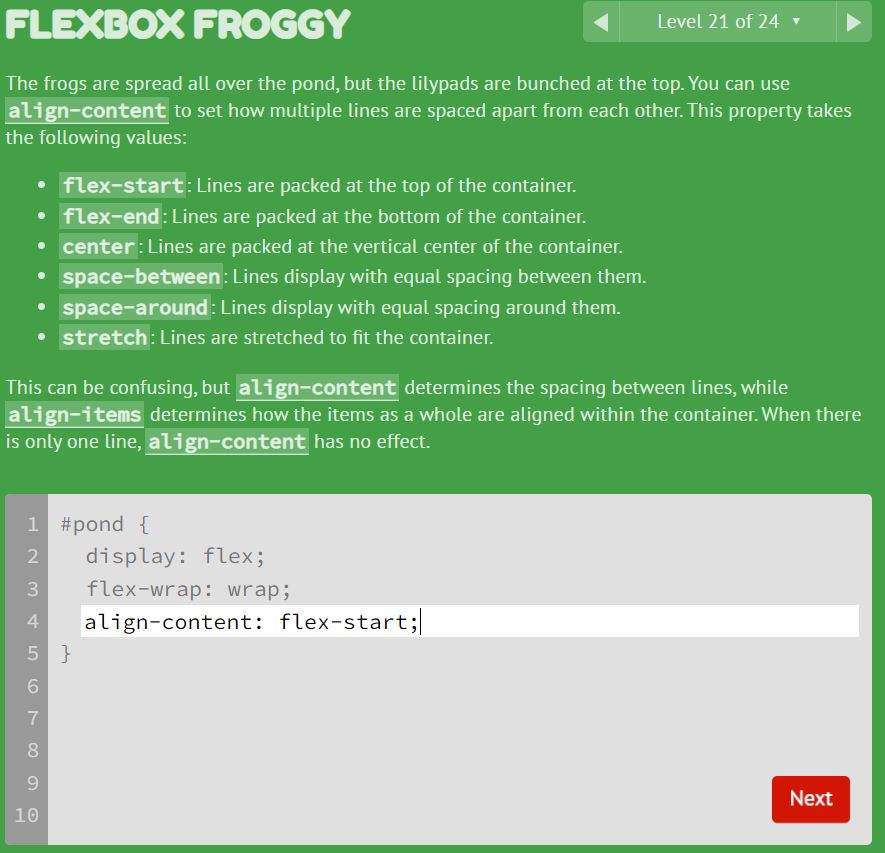 FLEXBOX FROGGY
Level 21 of 24
The frogs are spread all over the pond, but the lilypads are bunched at the top. You can use
align-content to set how multiple lines are spaced apart from each other. This property takes
the following values:
flex-start: Lines are packed at the top of the container.
flex-end: Lines are packed at the bottom of the container.
center: Lines are packed at the vertical center of the container.
space-between: Lines display with equal spacing between them.
space-around: Lines display with equal spacing around them.
stretch: Lines are stretched to fit the container.
This can be confusing, but align-content determines the spacing between lines, while
align-items determines how the items as a whole are aligned within the container. When there
is only one line, align-content has no effect.
1 #pond {
2 display: flex;
3 flex-wrap: wrap;
4 align-content: flex-start;
5 }
6
7
8
9
Next
10